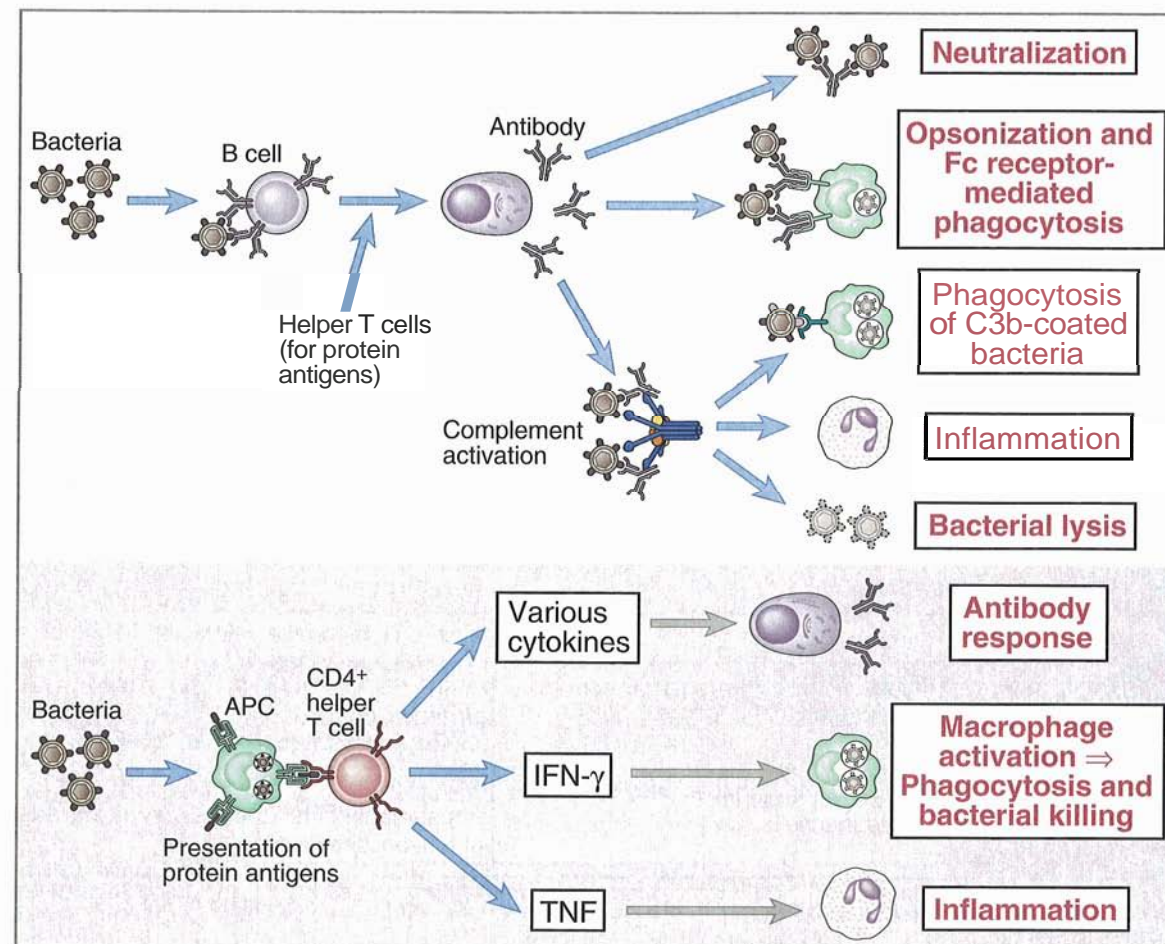 Neutralization
Bacteria
B cell
Antibody
Opsonization and
Fc receptor-
mediated
phagocytosis
Helper T cells
(for protein
antigens)
Phagocytosis
of C3b-coated
bacteria
Complement
activation
Inflammation
Bacterial lysis
Various
cytokines
Antibody
response
Bacteria
APC
CD4+
helper
T cell
IFN-γ
Macrophage
activation ⇒
Phagocytosis and
bacterial killing
Presentation of
protein antigens
TNF
Inflammation